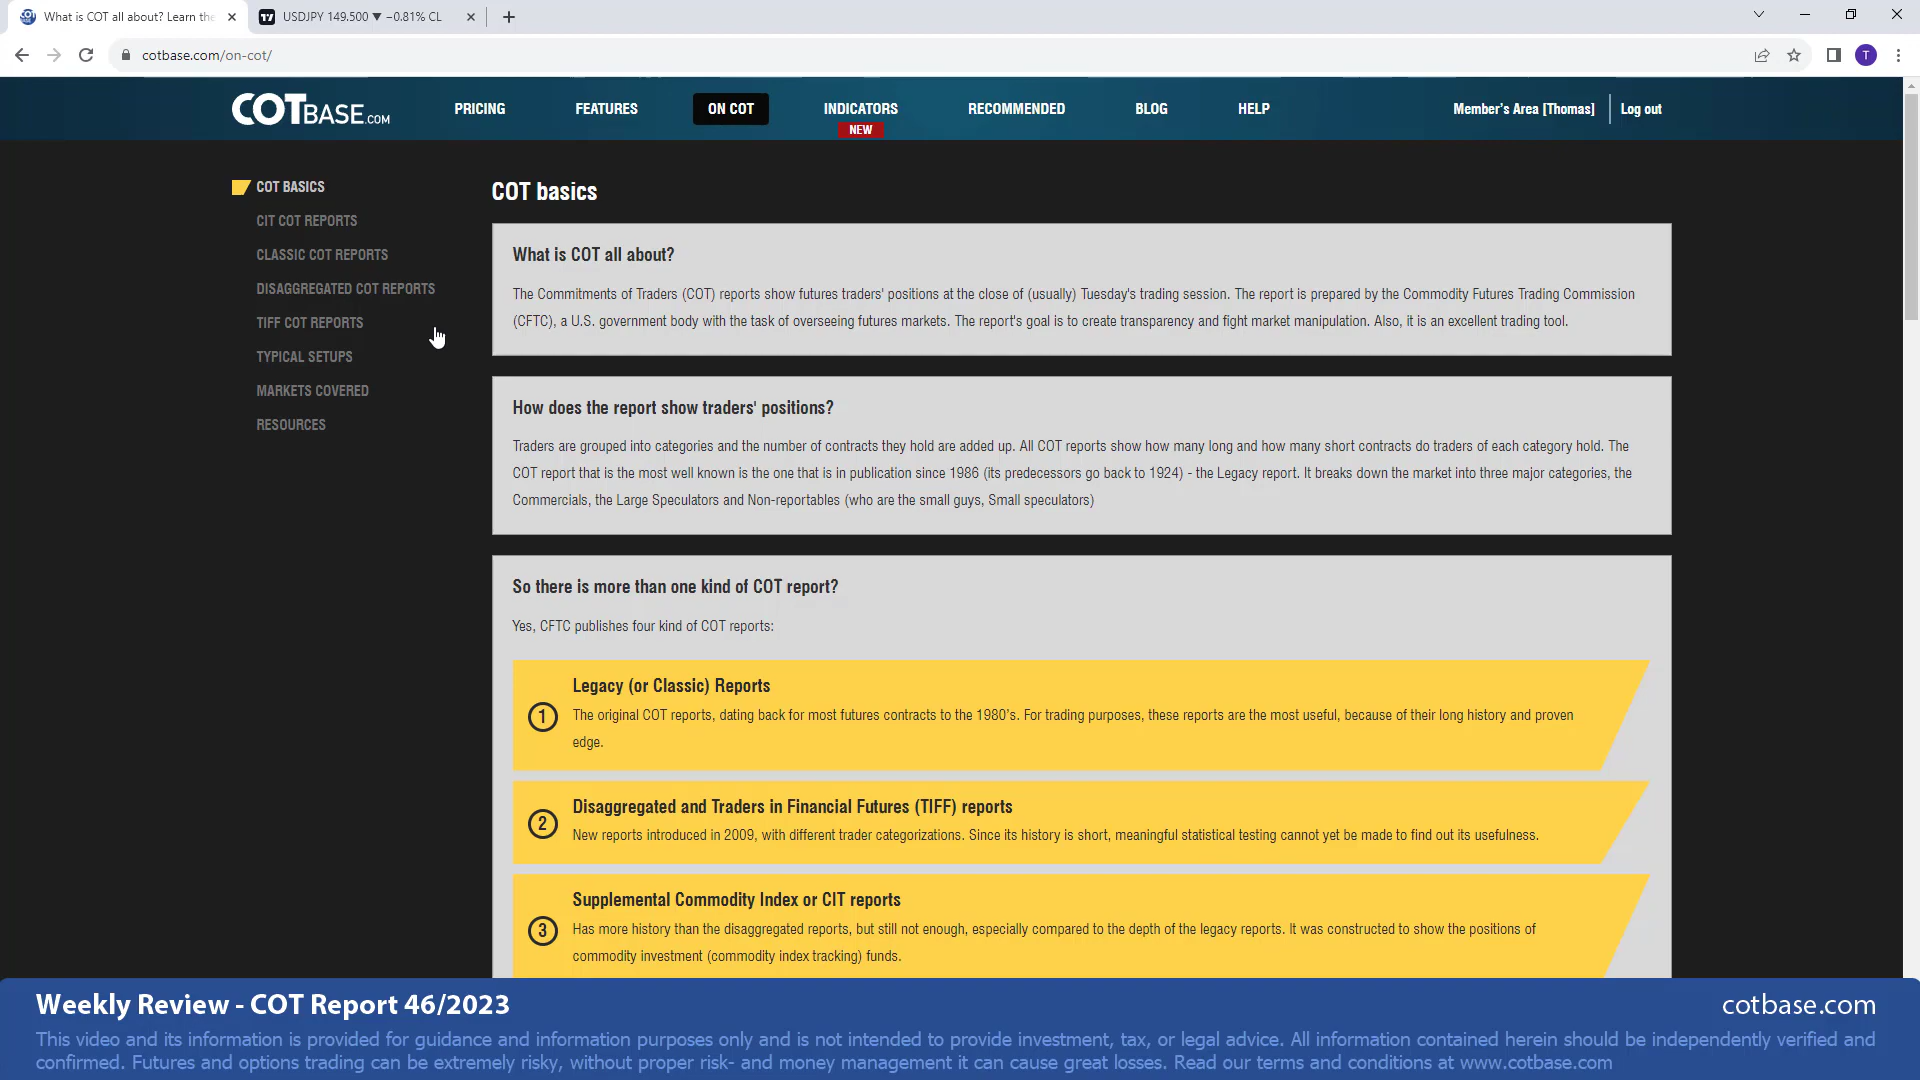 What is COT all about? Learn the
USDJPY 149.500 ▼ −0.81% CL
cotbase.com/on-cot/
T
COTBASE.COM
PRICING
FEATURES
ON COT
INDICATORS
NEW
RECOMMENDED
BLOG
HELP
Member's Area [Thomas]
Log out
COT BASICS
CIT COT REPORTS
CLASSIC COT REPORTS
DISAGGREGATED COT REPORTS
TIFF COT REPORTS
TYPICAL SETUPS
MARKETS COVERED
RESOURCES
COT basics
What is COT all about?
The Commitments of Traders (COT) reports show futures traders' positions at the close of (usually) Tuesday's trading session. The report is prepared by the Commodity Futures Trading Commission
(CFTC), a U.S. government body with the task of overseeing futures markets. The report's goal is to create transparency and fight market manipulation. Also, it is an excellent trading tool.
How does the report show traders' positions?
Traders are grouped into categories and the number of contracts they hold are added up. All COT reports show how many long and how many short contracts do traders of each category hold. The
COT report that is the most well known is the one that is in publication since 1986 (its predecessors go back to 1924) - the Legacy report. It breaks down the market into three major categories, the
Commercials, the Large Speculators and Non-reportables (who are the small guys, Small speculators)
So there is more than one kind of COT report?
Yes, CFTC publishes four kind of COT reports:
1
Legacy (or Classic) Reports
The original COT reports, dating back for most futures contracts to the 1980's. For trading purposes, these reports are the most useful, because of their long history and proven
edge.
2
Disaggregated and Traders in Financial Futures (TIFF) reports
New reports introduced in 2009, with different trader categorizations. Since its history is short, meaningful statistical testing cannot yet be made to find out its usefulness.
3
Supplemental Commodity Index or CIT reports
Has more history than the disaggregated reports, but still not enough, especially compared to the depth of the legacy reports. It was constructed to show the positions of
commodity investment (commodity index tracking) funds.
Weekly Review - COT Report 46/2023
cotbase.com
This video and its information is provided for guidance and information purposes only and is not intended to provide investment, tax, or legal advice. All information contained herein should be independently verified and
confirmed. Futures and options trading can be extremely risky, without proper risk- and money management it can cause great losses. Read our terms and conditions at www.cotbase.com